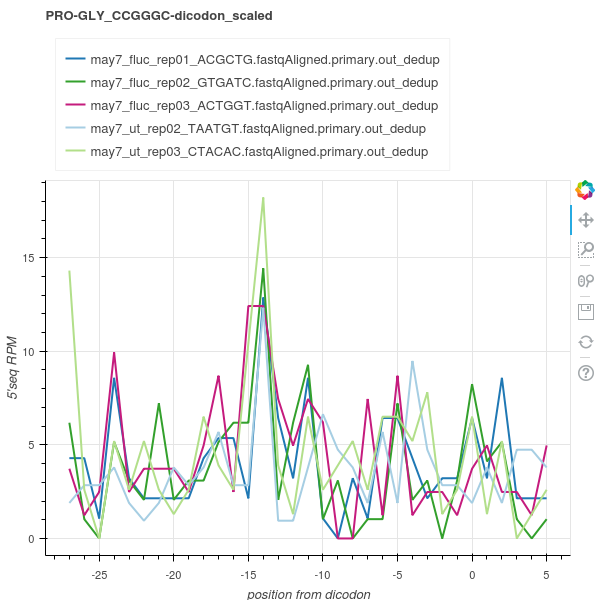 PRO-GLY_CCGGGC-dicodon_scaled
may7_fluc_rep01_ACGCTG.fastqAligned.primary.out_dedup
may7_fluc_rep02_GTGATC.fastqAligned.primary.out_dedup
may7_fluc_rep03_ACTGGT.fastqAligned.primary.out_dedup
may7_ut_rep02_TAATGT.fastqAligned.primary.out_dedup
may7_ut_rep03_CTACAC.fastqAligned.primary.out_dedup
15
10
5
0
5'seq RPM
-25 -20 -15 -10 -5 0 5
position from dicodon